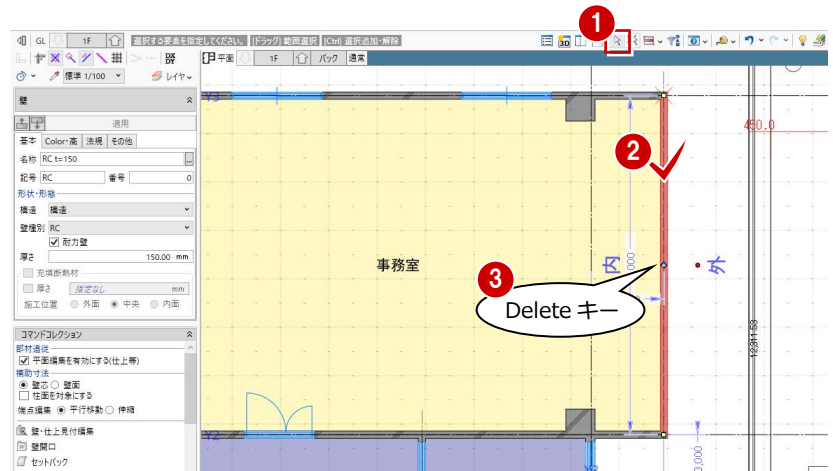 1
GL 1F 選択する要素を指定してください。 [ドラッグ] 範囲選択 [Ctrl] 選択追加・解除
3D
平面 1F バック 通常
標準 1/100 レイヤ
壁
適用
基本 Color・高 法規 その他
名称 RC t=150 ...
記号 RC 番号 0
形状・形態
構造 構造
壁種別 RC
耐力壁
厚さ 150.00 mm
充填断熱材
厚さ 指定なし mm
施工位置 外面 中央 内面
コマンドコレクション
部材追従
平面編集を有効にする(仕上等)
補助寸法
壁芯 壁面
柱面を対象にする
端点編集 平行移動 伸縮
壁・仕上見付編集
壁開口
セットバック
Y3
450.0
2
事務室
内
,000
外
3
Delete キー
12,311.53
Y2
3,000